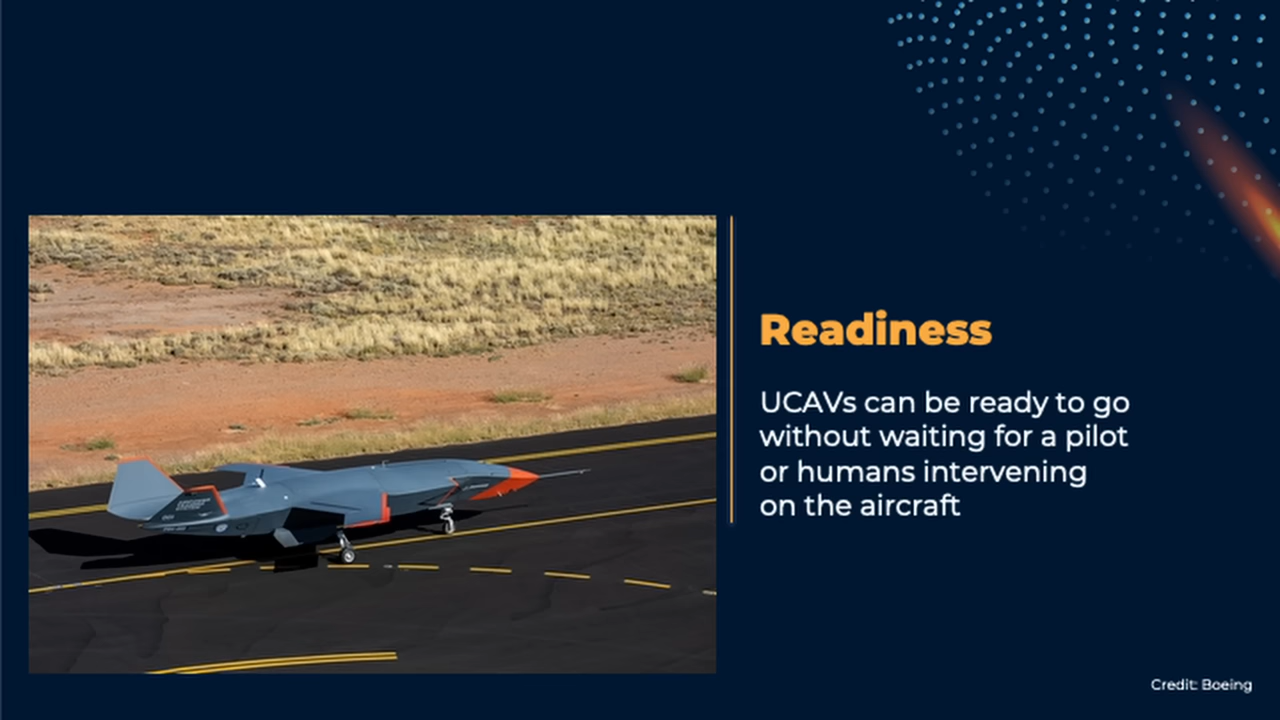 Readiness
UCAVs can be ready to go
without waiting for a pilot
or humans intervening
on the aircraft
Credit: Boeing